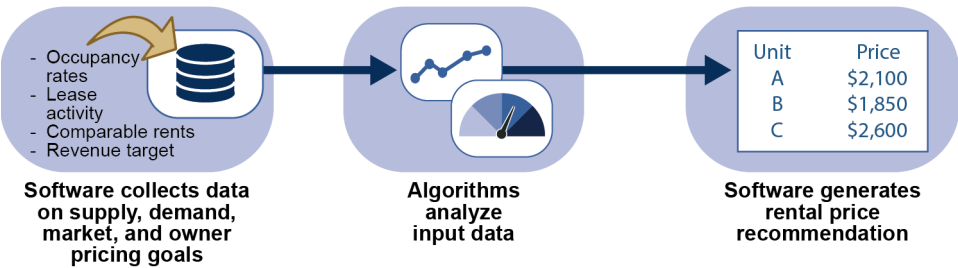 - Occupancy
rates
- Lease
activity
- Comparable rents
- Revenue target
Software collects data
on supply, demand,
market, and owner
pricing goals
Algorithms
analyze
input data
Unit Price
A $2,100
B $1,850
C $2,600
Software generates
rental price
recommendation